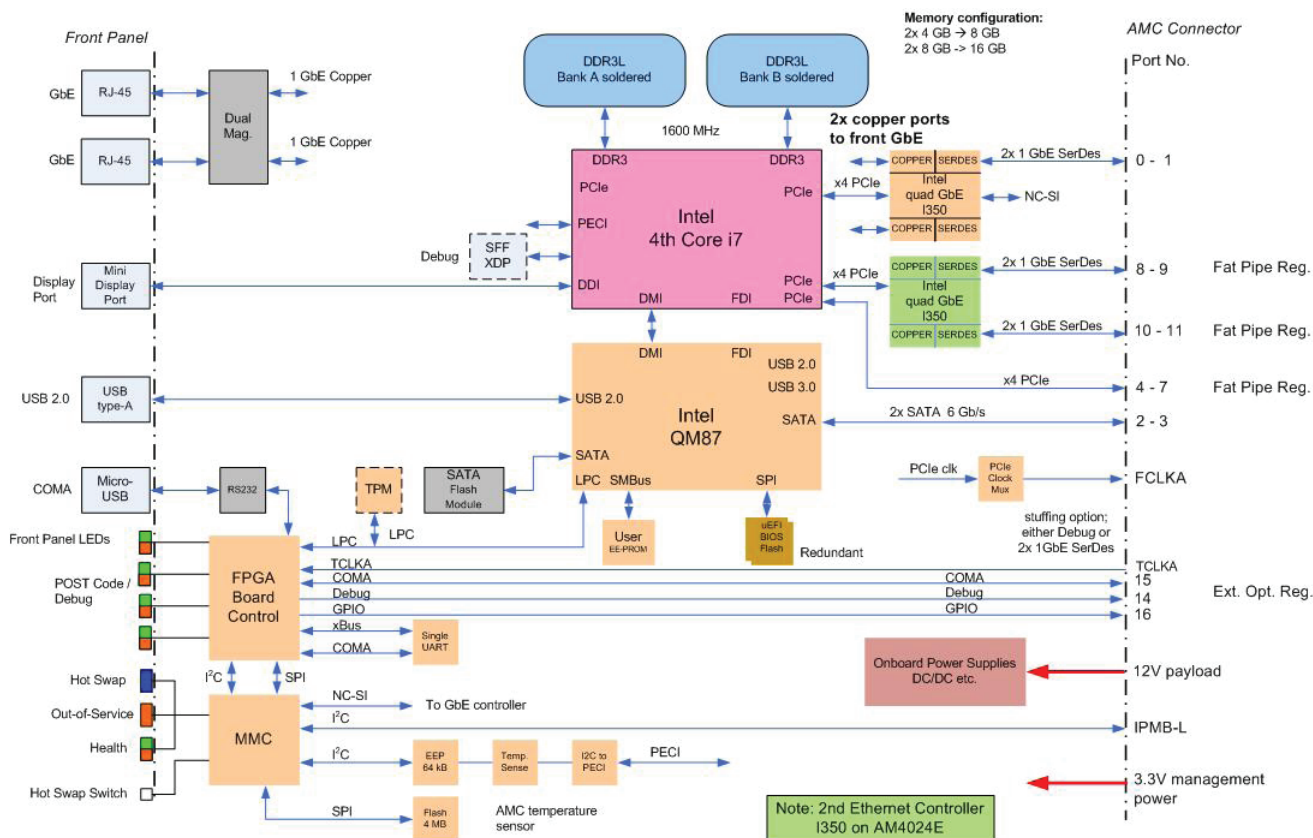 Front Panel
Memory configuration:
2x 4 GB → 8 GB
2x 8 GB -> 16 GB
AMC Connector
Port No.
DDR3L
Bank A soldered
DDR3L
Bank B soldered
GbE
RJ-45
1 GbE Copper
Dual
Mag.
GbE
RJ-45
1 GbE Copper
1600 MHz
2x copper ports
to front GbE
DDR3
DDR3
PCIe
PCIe
PECI
Intel
4th Core i7
DDI
PCIe
PCIe
DMI
FDI
x4 PCIe
COPPER
SERDES
Intel
quad GbE
I350
COPPER
SERDES
2x 1 GbE SerDes
0 - 1
NC-SI
Debug
SFF
XDP
Display
Port
Mini
Display
Port
x4 PCIe
COPPER
SERDES
Intel
quad GbE
I350
COPPER
SERDES
2x 1 GbE SerDes
8 - 9
Fat Pipe Reg.
2x 1 GbE SerDes
10 - 11
Fat Pipe Reg.
x4 PCIe
4 - 7
Fat Pipe Reg.
DMI
FDI
USB 2.0
USB 3.0
USB 2.0
Intel
QM87
SATA
SATA
LPC
SMBus
SPI
2x SATA 6 Gb/s
2 - 3
USB 2.0
USB
type-A
COMA
Micro-
USB
RS232
TPM
LPC
SATA
Flash
Module
User
EE-PROM
uEFI
BIOS
Flash
Redundant
PCIe clk
PCIe
Clock
Mux
FCLKA
stuffing option;
either Debug or
2x 1GbE SerDes
Front Panel LEDs
POST Code /
Debug
FPGA
Board
Control
LPC
TCLKA
TCLKA
COMA
COMA
15
Debug
Debug
14
GPIO
GPIO
16
Ext. Opt. Reg.
xBus
COMA
Single
UART
I²C
SPI
Onboard Power Supplies
DC/DC etc.
12V payload
Hot Swap
Out-of-Service
Health
Hot Swap Switch
MMC
NC-SI
To GbE controller
I²C
IPMB-L
I²C
EEP
64 kB
Temp.
Sense
I2C to
PECI
PECI
SPI
Flash
4 MB
AMC temperature
sensor
3.3V management
power
Note: 2nd Ethernet Controller
I350 on AM4024E